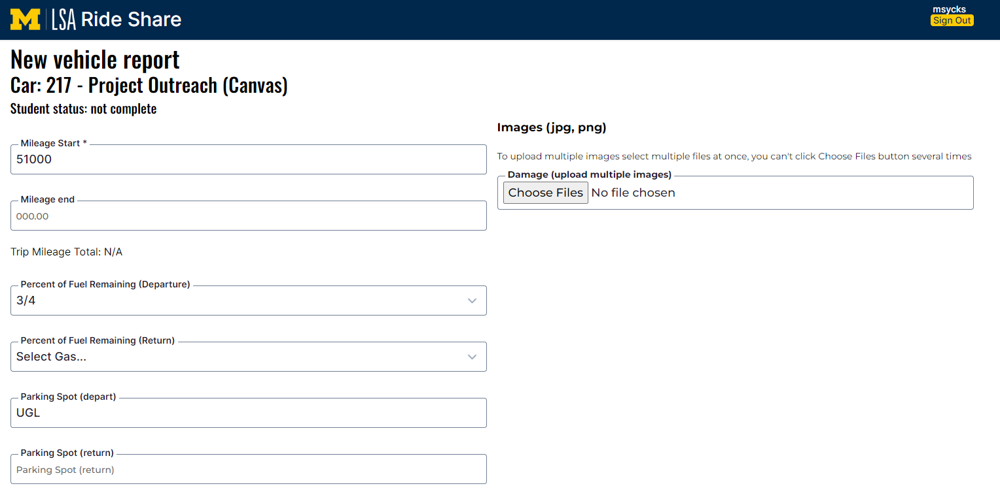 M LSA Ride Share
msycks
Sign Out
New vehicle report
Car: 217 - Project Outreach (Canvas)
Student status: not complete
Mileage Start *
51000
Mileage end
000.00
Trip Mileage Total: N/A
Percent of Fuel Remaining (Departure)
3/4
Percent of Fuel Remaining (Return)
Select Gas...
Parking Spot (depart)
UGL
Parking Spot (return)
Parking Spot (return)
Images (jpg, png)
To upload multiple images select multiple files at once, you can't click Choose Files button several times
Damage (upload multiple images)
Choose Files No file chosen